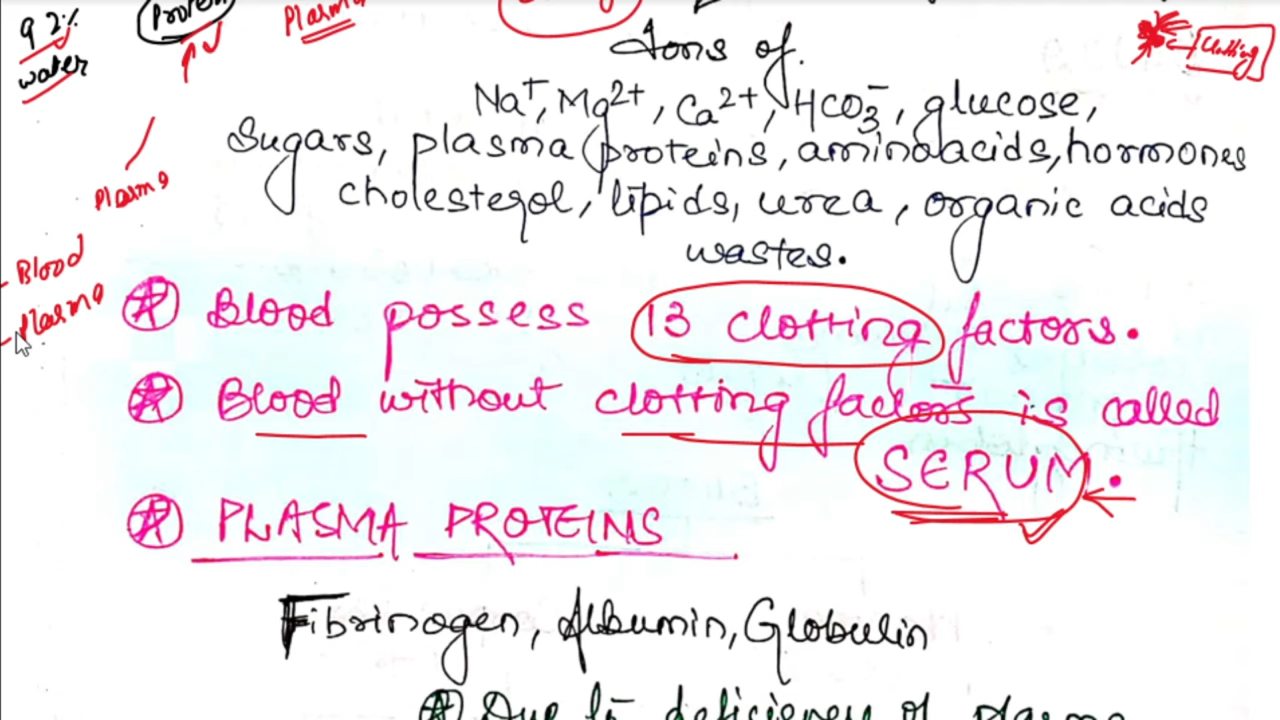 92% Protein Plasma
water
Ions of
clotting
Na⁺, Mg²⁺, Ca²⁺, HCO₃⁻, glucose,
Sugars, plasma (proteins, aminoacids, hormones
Plasma
cholesterol, lipids, urea, organic acids
wastes.
Blood
Plasma
Blood possess 13 clotting factors.
Blood without clotting factors is called
SERUM.
PLASMA PROTEINS
Fibrinogen, Albumin, Globulin
Due to deficiency of plasma